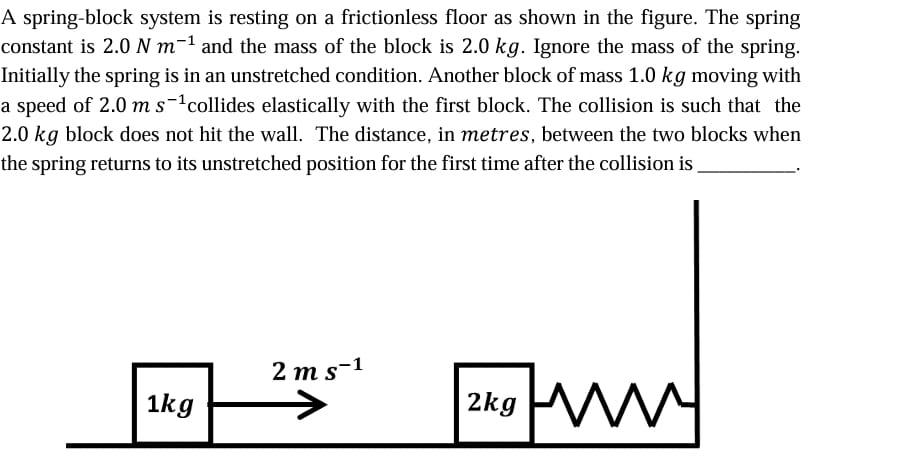 A spring-block system is resting on a frictionless floor as shown in the figure. The spring
constant is 2.0 N m⁻¹ and the mass of the block is 2.0 kg. Ignore the mass of the spring.
Initially the spring is in an unstretched condition. Another block of mass 1.0 kg moving with
a speed of 2.0 m s⁻¹collides elastically with the first block. The collision is such that the
2.0 kg block does not hit the wall. The distance, in metres, between the two blocks when
the spring returns to its unstretched position for the first time after the collision is ___________.
2 m s⁻¹
1kg
2kg